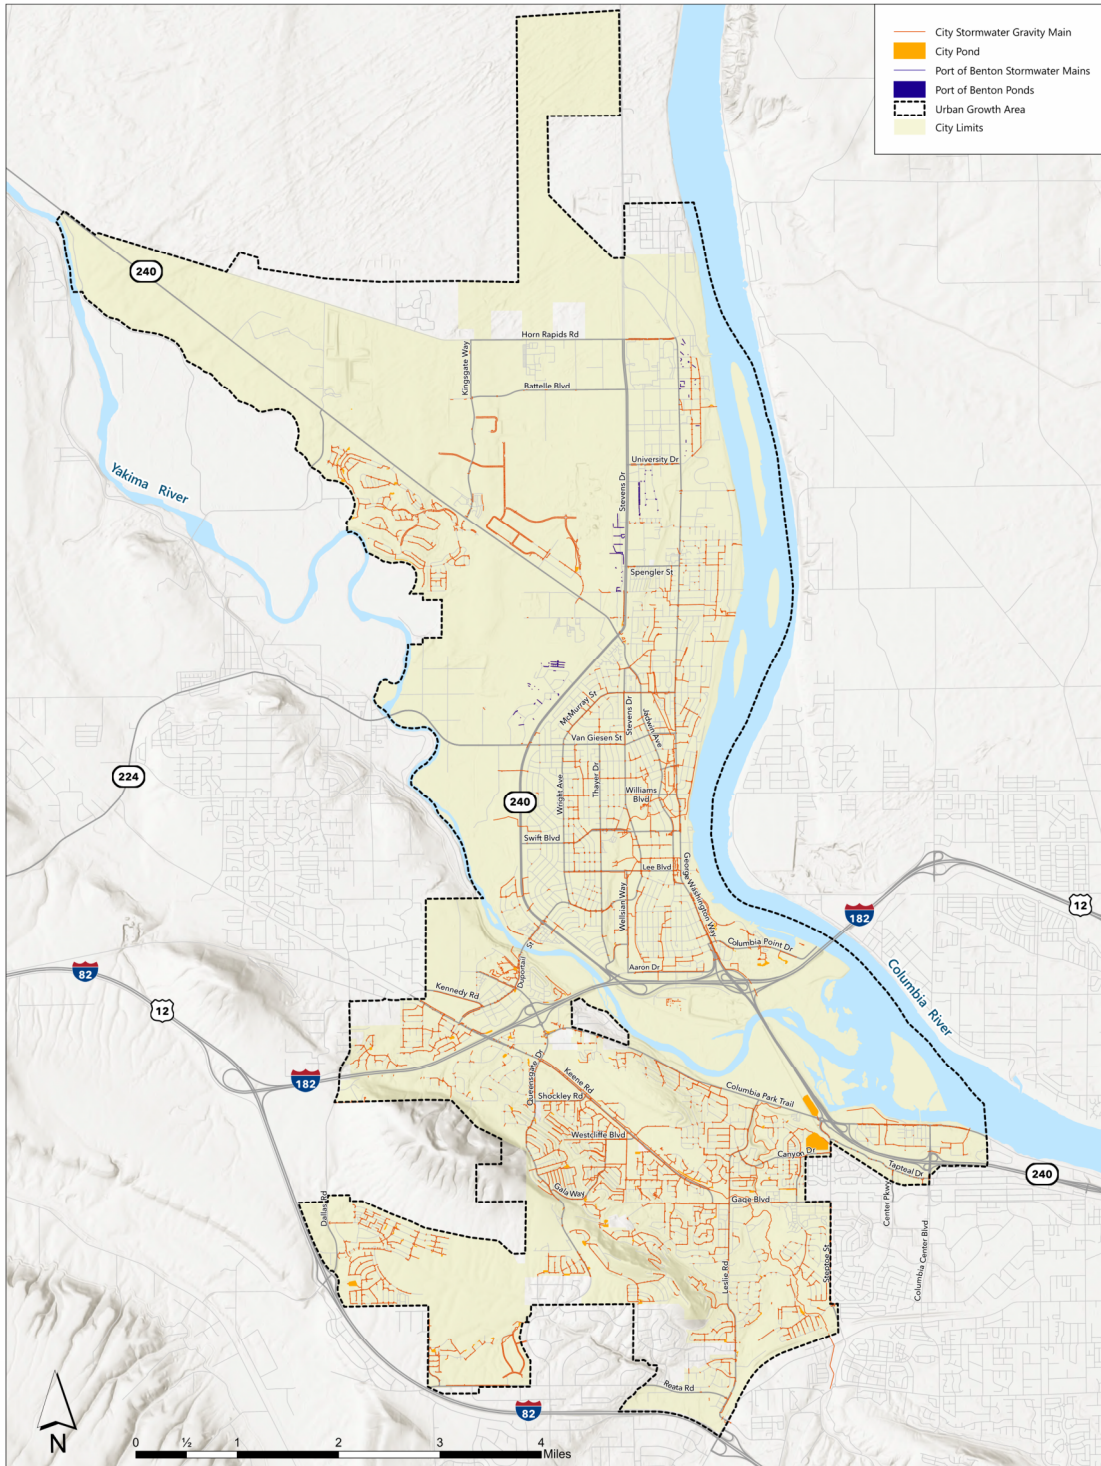 City Stormwater Gravity Main
City Pond
Port of Benton Stormwater Mains
Port of Benton Ponds
Urban Growth Area
City Limits
240
Horn Rapids Rd
Kingsgate Way
Battelle Blvd
University Dr
Stevens Dr
Yakima River
Spengler St
McMurray St
Stevens Dr
Jadwin Ave
Van Giesen St
224
240
Wright Ave
Thayer Dr
Williams
Blvd
Swift Blvd
Lee Blvd
George Washington Way
Wellsian Way
12
182
Columbia Point Dr
Duportail St
Aaron Dr
82
Kennedy Rd
Columbia River
12
182
Queensgate Dr
Keene Rd
Columbia Park Trail
Shockley Rd
Westcliffe Blvd
Canyon Dr
Tapteal Dr
240
Gala Way
Gage Blvd
Center Pkwy
Dallas Rd
Columbia Center Blvd
Steptoe St
Leslie Rd
Reata Rd
82
N
0 ½ 1 2 3 4
Miles